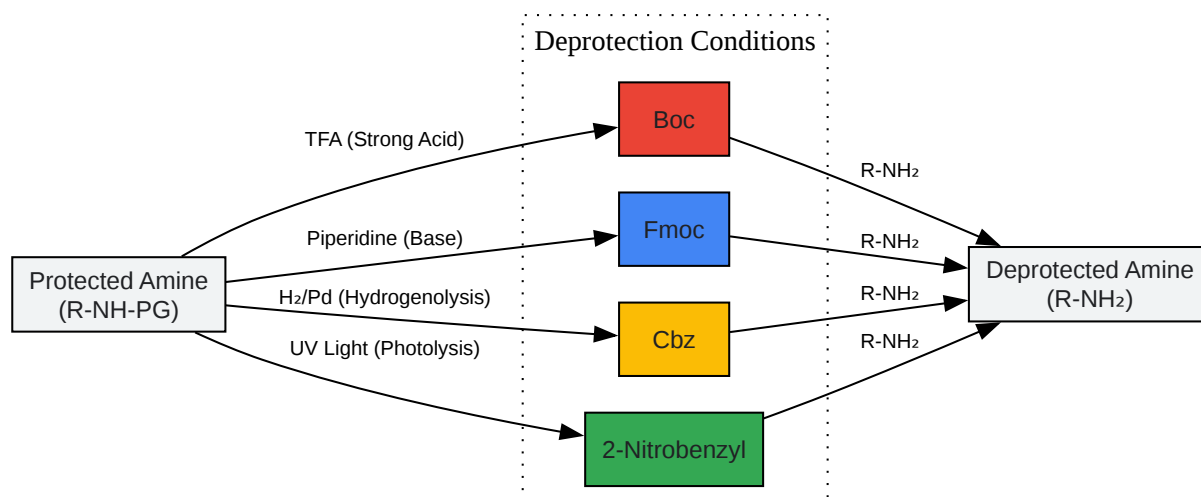 Deprotection Conditions
TFA (Strong Acid)
Boc
R-NH₂
Piperidine (Base)
Fmoc
R-NH₂
Protected Amine
(R-NH-PG)
Deprotected Amine
(R-NH₂)
H₂/Pd (Hydrogenolysis)
Cbz
R-NH₂
UV Light (Photolysis)
2-Nitrobenzyl
R-NH₂